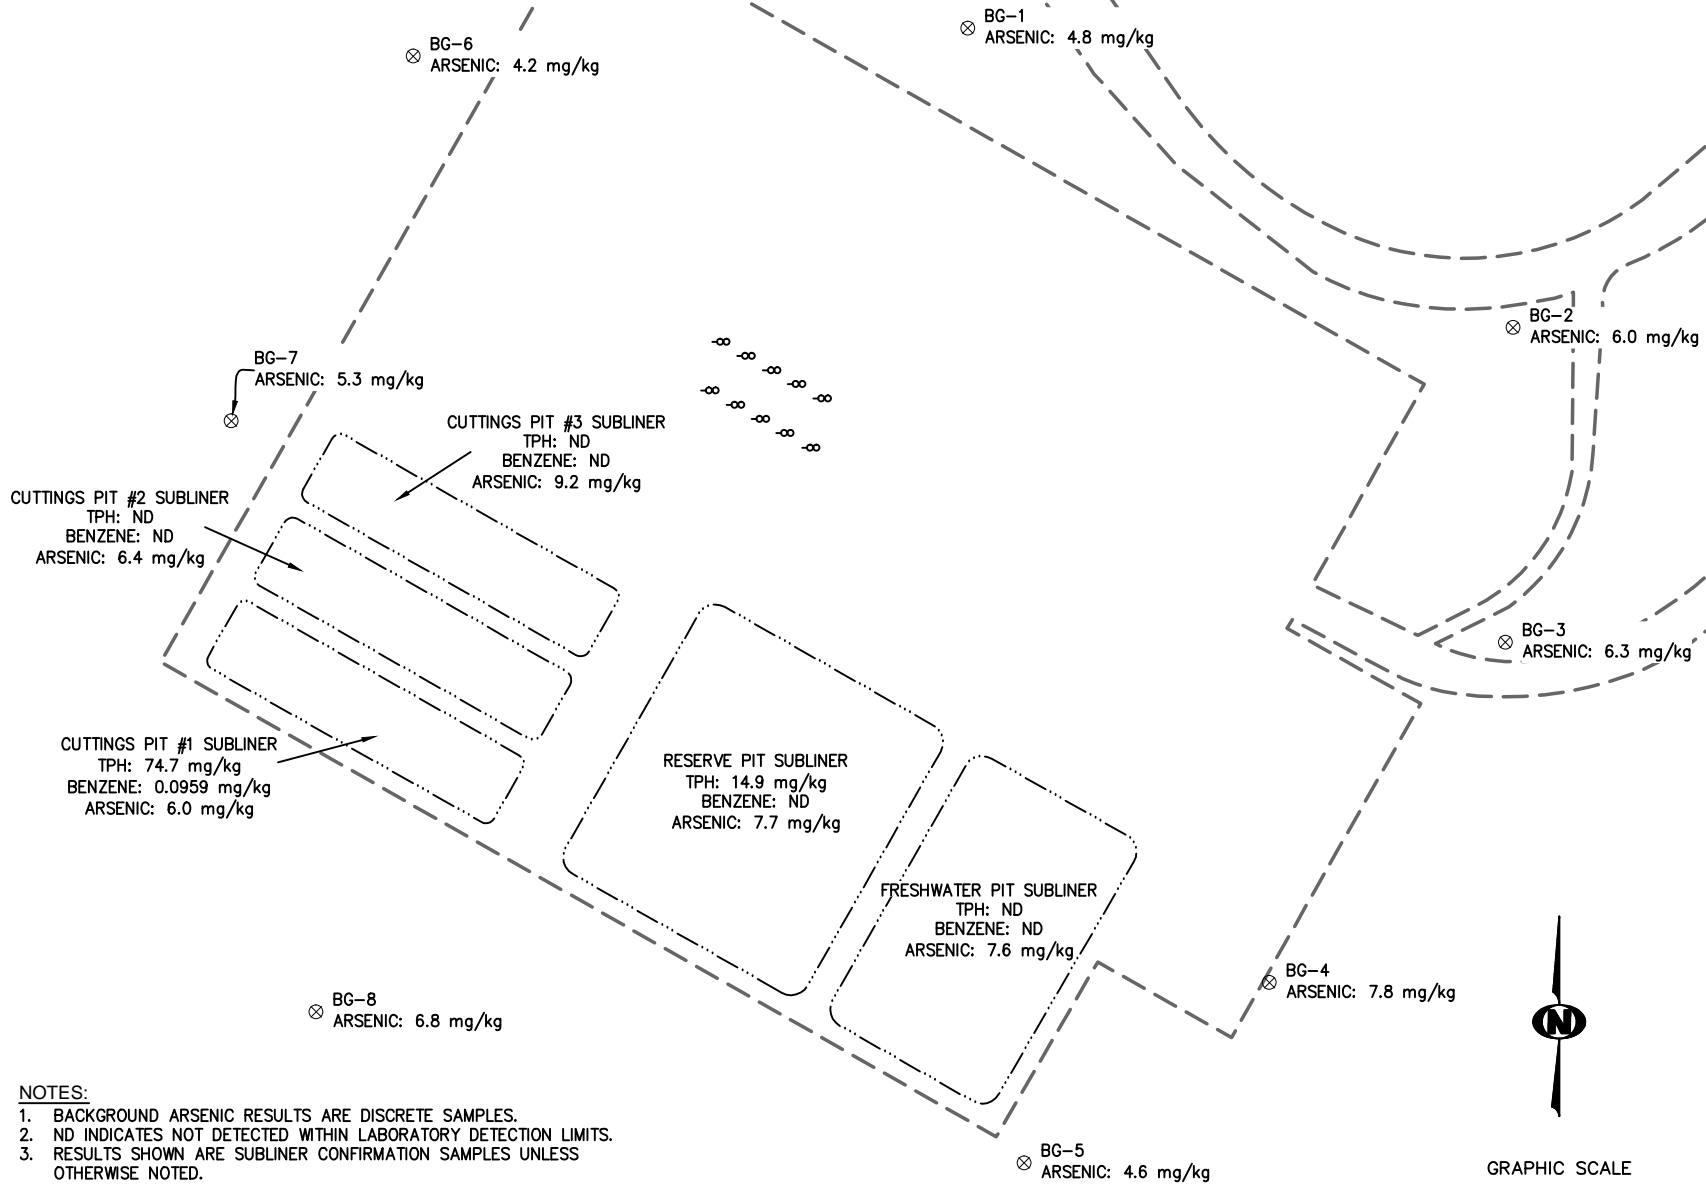 BG-1
ARSENIC: 4.8 mg/kg
BG-6
ARSENIC: 4.2 mg/kg
BG-2
ARSENIC: 6.0 mg/kg
BG-7
ARSENIC: 5.3 mg/kg
CUTTINGS PIT #3 SUBLINER
TPH: ND
BENZENE: ND
ARSENIC: 9.2 mg/kg
CUTTINGS PIT #2 SUBLINER
TPH: ND
BENZENE: ND
ARSENIC: 6.4 mg/kg
BG-3
ARSENIC: 6.3 mg/kg
CUTTINGS PIT #1 SUBLINER
TPH: 74.7 mg/kg
BENZENE: 0.0959 mg/kg
ARSENIC: 6.0 mg/kg
RESERVE PIT SUBLINER
TPH: 14.9 mg/kg
BENZENE: ND
ARSENIC: 7.7 mg/kg
FRESHWATER PIT SUBLINER
TPH: ND
BENZENE: ND
ARSENIC: 7.6 mg/kg
BG-4
ARSENIC: 7.8 mg/kg
BG-8
ARSENIC: 6.8 mg/kg
N
BG-5
ARSENIC: 4.6 mg/kg
GRAPHIC SCALE
NOTES:
1. BACKGROUND ARSENIC RESULTS ARE DISCRETE SAMPLES.
2. ND INDICATES NOT DETECTED WITHIN LABORATORY DETECTION LIMITS.
3. RESULTS SHOWN ARE SUBLINER CONFIRMATION SAMPLES UNLESS
OTHERWISE NOTED.